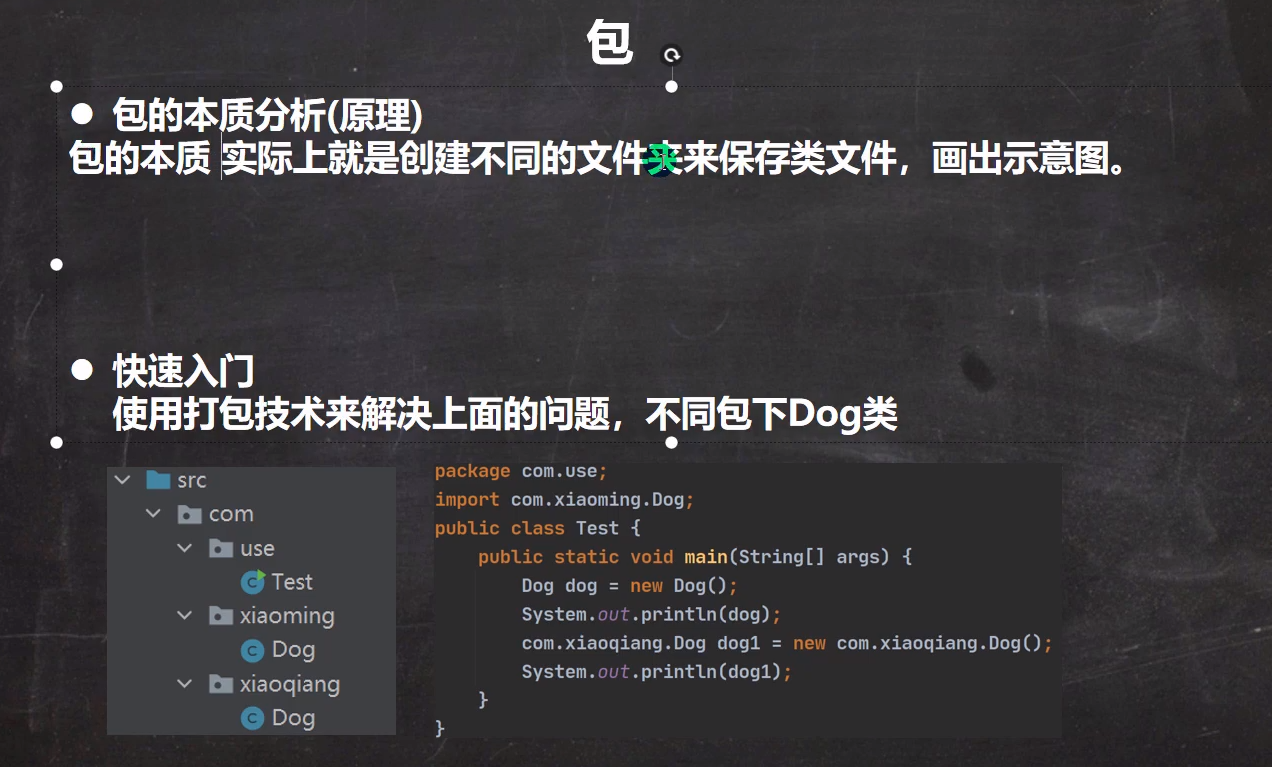 包
● 包的本质分析(原理)
包的本质 实际上就是创建不同的文件夹来保存类文件，画出示意图。
● 快速入门
使用打包技术来解决上面的问题，不同包下Dog类
src
com
use
Test
xiaoming
Dog
xiaoqiang
Dog
package com.use;
import com.xiaoming.Dog;
public class Test {
    public static void main(String[] args) {
        Dog dog = new Dog();
        System.out.println(dog);
        com.xiaoqiang.Dog dog1 = new com.xiaoqiang.Dog();
        System.out.println(dog1);
    }
}